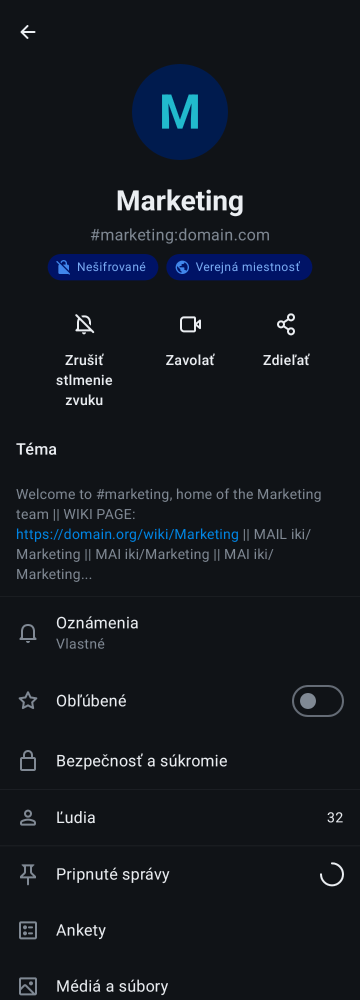 M
Marketing
#marketing:domain.com
Nešifrované
Verejná miestnosť
Zrušiť
stlmenie
zvuku
Zavolať
Zdieľať
Téma
Welcome to #marketing, home of the Marketing
team || WIKI PAGE:
https://domain.org/wiki/Marketing || MAIL iki/
Marketing || MAI iki/Marketing || MAI iki/
Marketing...
Oznámenia
Vlastné
Obľúbené
Bezpečnosť a súkromie
Ľudia 32
Pripnuté správy
Ankety
Médiá a súbory